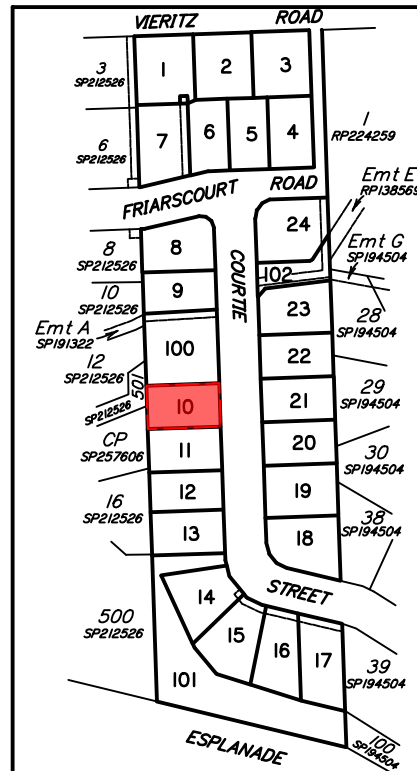 VIERITZ ROAD
3
SP212526
1
2
3
6
SP212526
7
6
5
4
1
RP224259
Emt E
RP138569
FRIARSCOURT ROAD
24
Emt G
SP194504
8
SP212526
8
COURTIE
102
10
SP212526
9
23
28
SP194504
Emt A
SP191322
100
22
12
SP212526
501
SP212526
10
21
29
SP194504
CP
SP257606
11
20
30
SP194504
16
SP212526
12
19
38
SP194504
13
18
500
SP212526
14
STREET
15
16
17
39
SP194504
101
100
SP194504
ESPLANADE